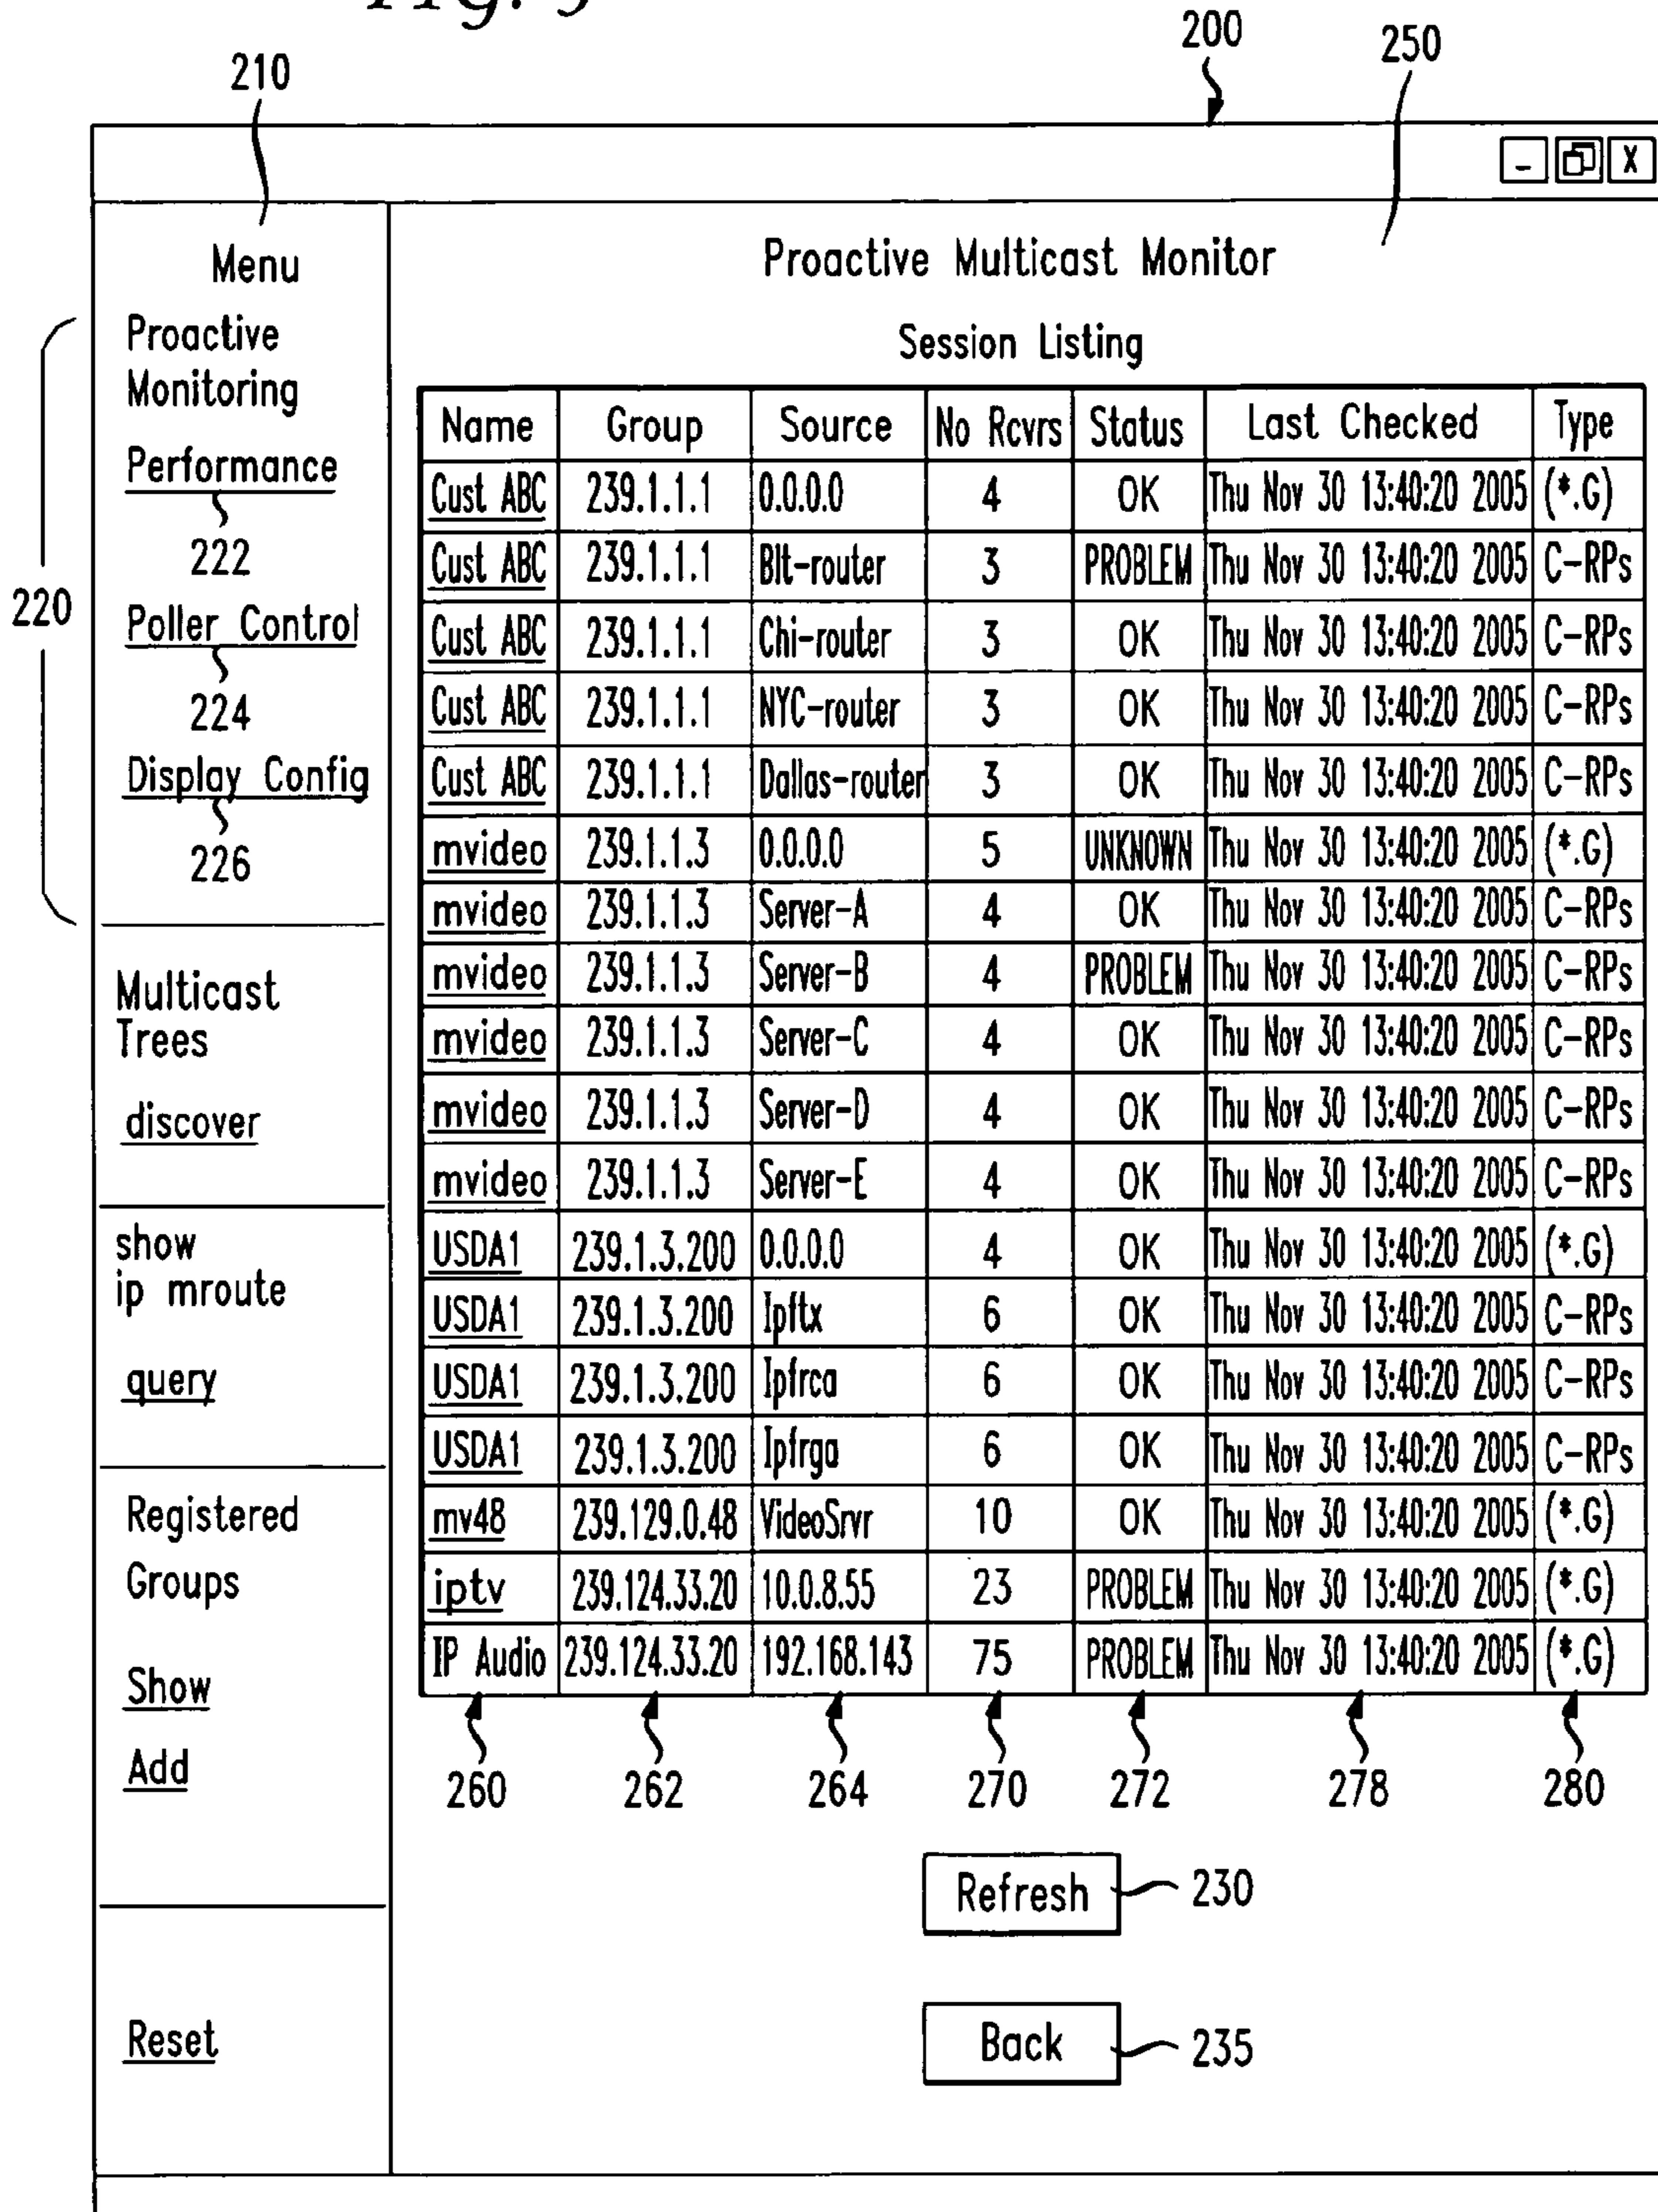 200
250
210
Menu
Proactive
Monitoring
Performance
222
220
Poller Control
224
Display Config
226
Multicast
Trees
discover
show
ip mroute
query
Registered
Groups
Show
Add
Reset
Proactive Multicast Monitor
Session Listing
Name Group Source No Rcvrs Status Last Checked Type
Cust ABC 239.1.1.1 0.0.0.0 4 OK Thu Nov 30 13:40:20 2005 (*.G)
Cust ABC 239.1.1.1 Blt-router 3 PROBLEM Thu Nov 30 13:40:20 2005 C-RPs
Cust ABC 239.1.1.1 Chi-router 3 OK Thu Nov 30 13:40:20 2005 C-RPs
Cust ABC 239.1.1.1 NYC-router 3 OK Thu Nov 30 13:40:20 2005 C-RPs
Cust ABC 239.1.1.1 Dallas-router 3 OK Thu Nov 30 13:40:20 2005 C-RPs
mvideo 239.1.1.3 0.0.0.0 5 UNKNOWN Thu Nov 30 13:40:20 2005 (*.G)
mvideo 239.1.1.3 Server-A 4 OK Thu Nov 30 13:40:20 2005 C-RPs
mvideo 239.1.1.3 Server-B 4 PROBLEM Thu Nov 30 13:40:20 2005 C-RPs
mvideo 239.1.1.3 Server-C 4 OK Thu Nov 30 13:40:20 2005 C-RPs
mvideo 239.1.1.3 Server-D 4 OK Thu Nov 30 13:40:20 2005 C-RPs
mvideo 239.1.1.3 Server-E 4 OK Thu Nov 30 13:40:20 2005 C-RPs
USDA1 239.1.3.200 0.0.0.0 4 OK Thu Nov 30 13:40:20 2005 (*.G)
USDA1 239.1.3.200 Ipftx 6 OK Thu Nov 30 13:40:20 2005 C-RPs
USDA1 239.1.3.200 Ipfrca 6 OK Thu Nov 30 13:40:20 2005 C-RPs
USDA1 239.1.3.200 Ipfrga 6 OK Thu Nov 30 13:40:20 2005 C-RPs
mv48 239.129.0.48 VideoSrvr 10 OK Thu Nov 30 13:40:20 2005 (*.G)
iptv 239.124.33.20 10.0.8.55 23 PROBLEM Thu Nov 30 13:40:20 2005 (*.G)
IP Audio 239.124.33.20 192.168.143 75 PROBLEM Thu Nov 30 13:40:20 2005 (*.G)
260 262 264 270 272 278 280
Refresh 230
Back 235